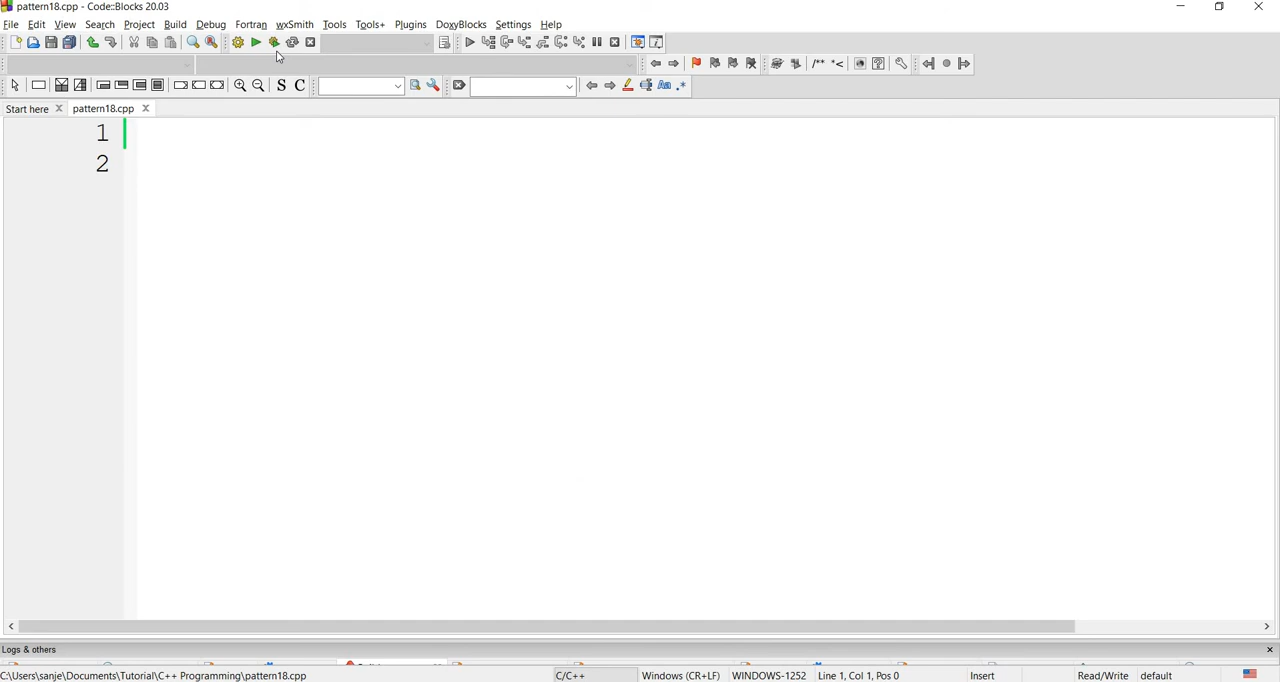 pattern18.cpp - Code::Blocks 20.03
File Edit View Search Project Build Debug Fortran wxSmith Tools Tools+ Plugins DoxyBlocks Settings Help
/** *<
S C Aa .*
Start here pattern18.cpp
1
2
Logs & others
C:\Users\sanje\Documents\Tutorial\C++ Programming\pattern18.cpp C/C++ Windows (CR+LF) WINDOWS-1252 Line 1, Col 1, Pos 0 Insert Read/Write default